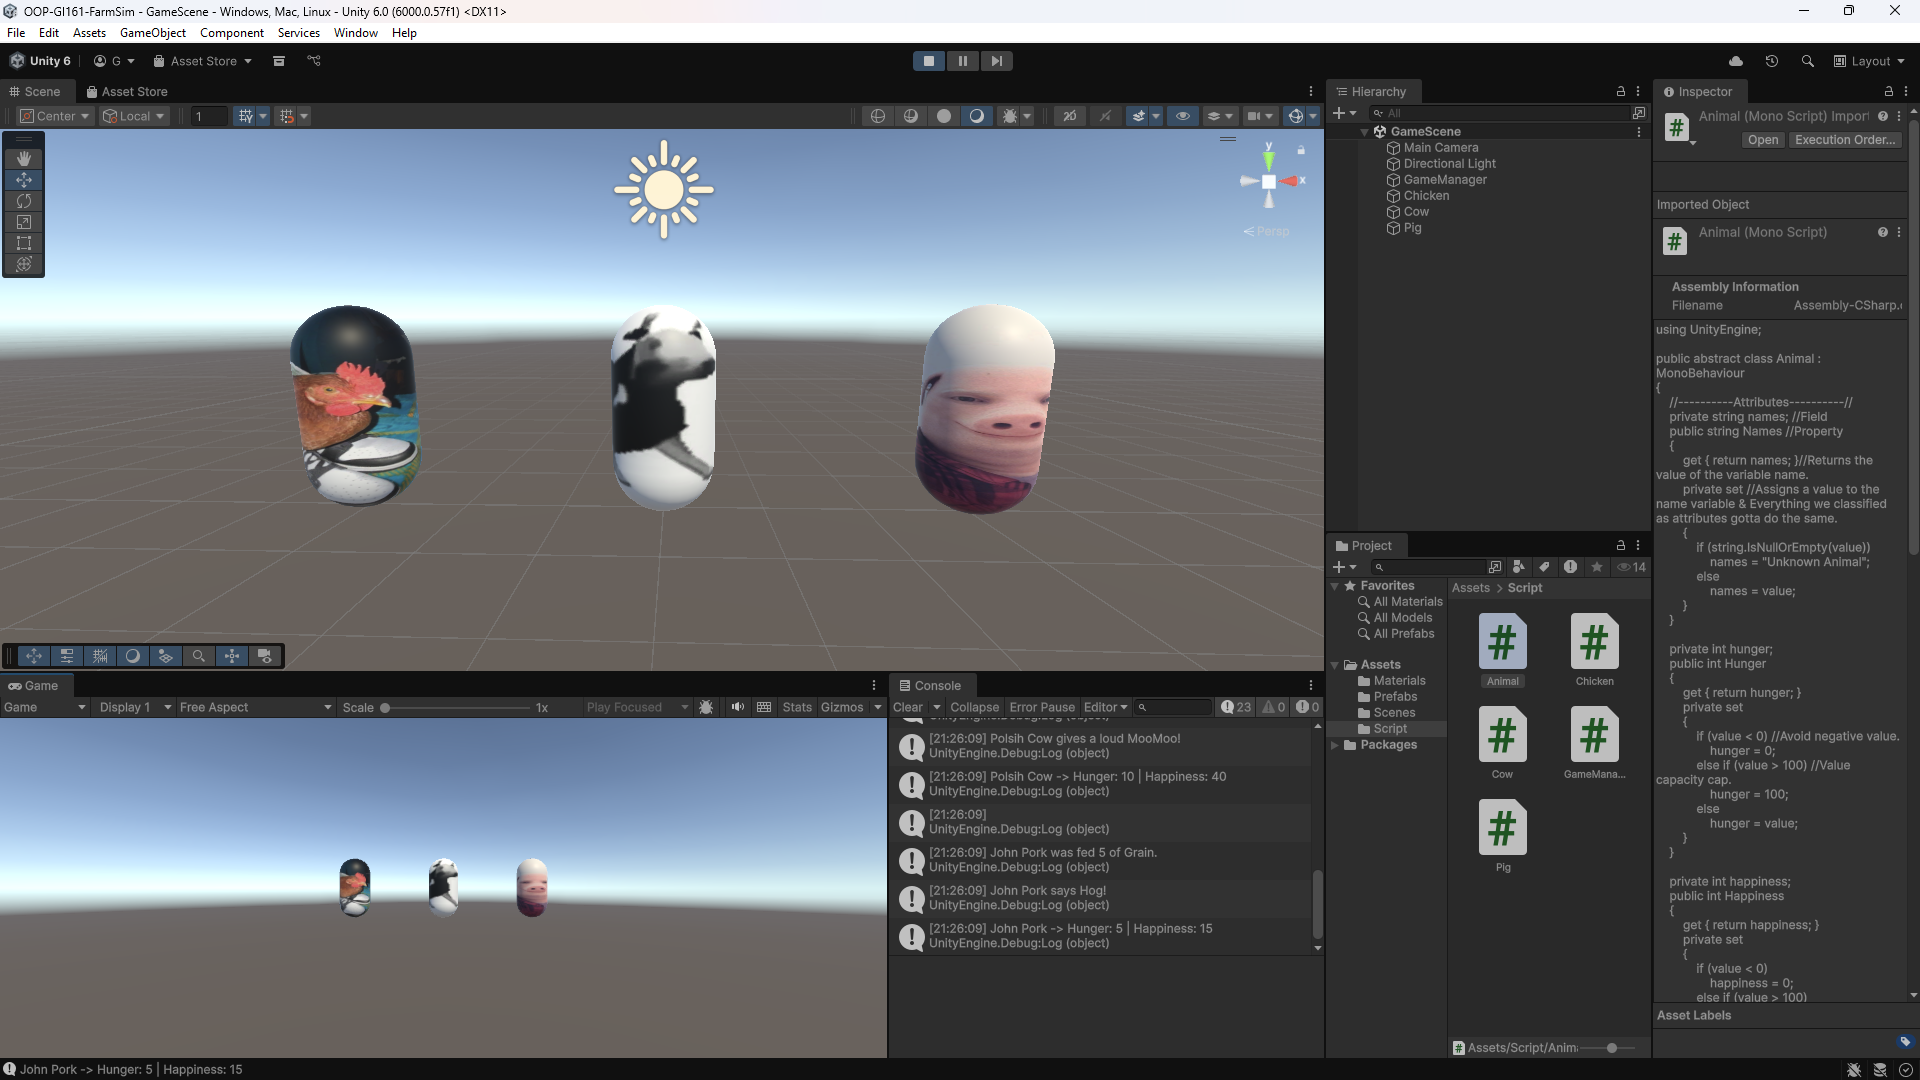 OOP-GI161-FarmSim - GameScene - Windows, Mac, Linux - Unity 6.0 (6000.0.57f1) <DX11>
File Edit Assets GameObject Component Services Window Help
Unity 6 G Asset Store Layout
Scene Asset Store
Center Local 1 2D
y
x
Persp
Hierarchy
All
GameScene
Main Camera
Directional Light
GameManager
Chicken
Cow
Pig
Inspector
Animal (Mono Script) Import
Open Execution Order...
Imported Object
Animal (Mono Script)
Assembly Information
Filename Assembly-CSharp.
using UnityEngine;
public abstract class Animal :
MonoBehaviour
{
//----------Attributes----------//
private string names; //Field
public string Names //Property
{
get { return names; }//Returns the
value of the variable name.
private set //Assigns a value to the
name variable & Everything we classified
as attributes gotta do the same.
{
if (string.IsNullOrEmpty(value))
names = "Unknown Animal";
else
names = value;
}
}
private int hunger;
public int Hunger
{
get { return hunger; }
private set
{
if (value < 0) //Avoid negative value.
hunger = 0;
else if (value > 100) //Value
capacity cap.
hunger = 100;
else
hunger = value;
}
}
private int happiness;
public int Happiness
{
get { return happiness; }
private set
{
if (value < 0)
happiness = 0;
else if (value > 100)
Asset Labels
Project
14
Favorites
All Materials
All Models
All Prefabs
Assets
Materials
Prefabs
Scenes
Script
Packages
Assets > Script
Animal
Chicken
Cow
GameMana...
Pig
Assets/Script/Anim
Game
Game Display 1 Free Aspect Scale 1x Play Focused Stats Gizmos
Console
Clear Collapse Error Pause Editor 23 0 0
UnityEngine.Debug:Log (object)
[21:26:09] Polsih Cow gives a loud MooMoo!
UnityEngine.Debug:Log (object)
[21:26:09] Polsih Cow -> Hunger: 10 | Happiness: 40
UnityEngine.Debug:Log (object)
[21:26:09]
UnityEngine.Debug:Log (object)
[21:26:09] John Pork was fed 5 of Grain.
UnityEngine.Debug:Log (object)
[21:26:09] John Pork says Hog!
UnityEngine.Debug:Log (object)
[21:26:09] John Pork -> Hunger: 5 | Happiness: 15
UnityEngine.Debug:Log (object)
John Pork -> Hunger: 5 | Happiness: 15